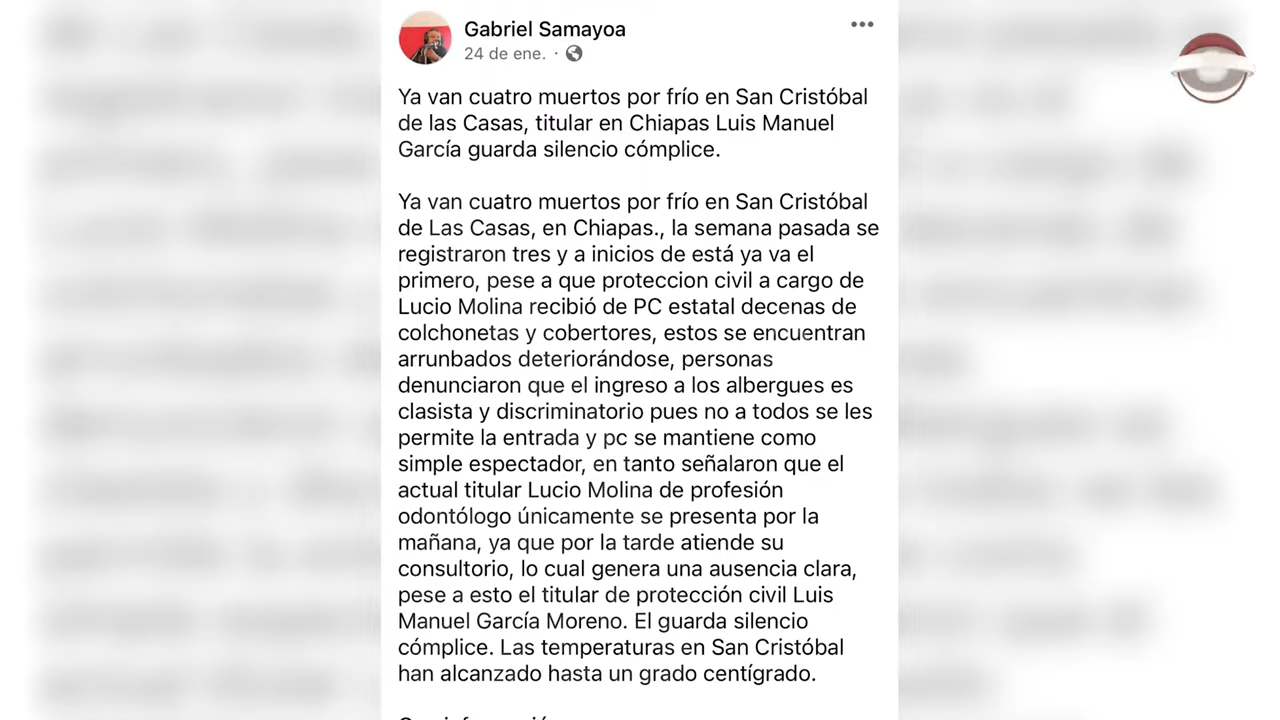 Gabriel Samayoa
24 de ene. ·
Ya van cuatro muertos por frío en San Cristóbal
de las Casas, titular en Chiapas Luis Manuel
García guarda silencio cómplice.
Ya van cuatro muertos por frío en San Cristóbal
de Las Casas, en Chiapas., la semana pasada se
registraron tres y a inicios de está ya va el
primero, pese a que proteccion civil a cargo de
Lucio Molina recibió de PC estatal decenas de
colchonetas y cobertores, estos se encuentran
arrunbados deteriorándose, personas
denunciaron que el ingreso a los albergues es
clasista y discriminatorio pues no a todos se les
permite la entrada y pc se mantiene como
simple espectador, en tanto señalaron que el
actual titular Lucio Molina de profesión
odontólogo únicamente se presenta por la
mañana, ya que por la tarde atiende su
consultorio, lo cual genera una ausencia clara,
pese a esto el titular de protección civil Luis
Manuel García Moreno. El guarda silencio
cómplice. Las temperaturas en San Cristóbal
han alcanzado hasta un grado centígrado.